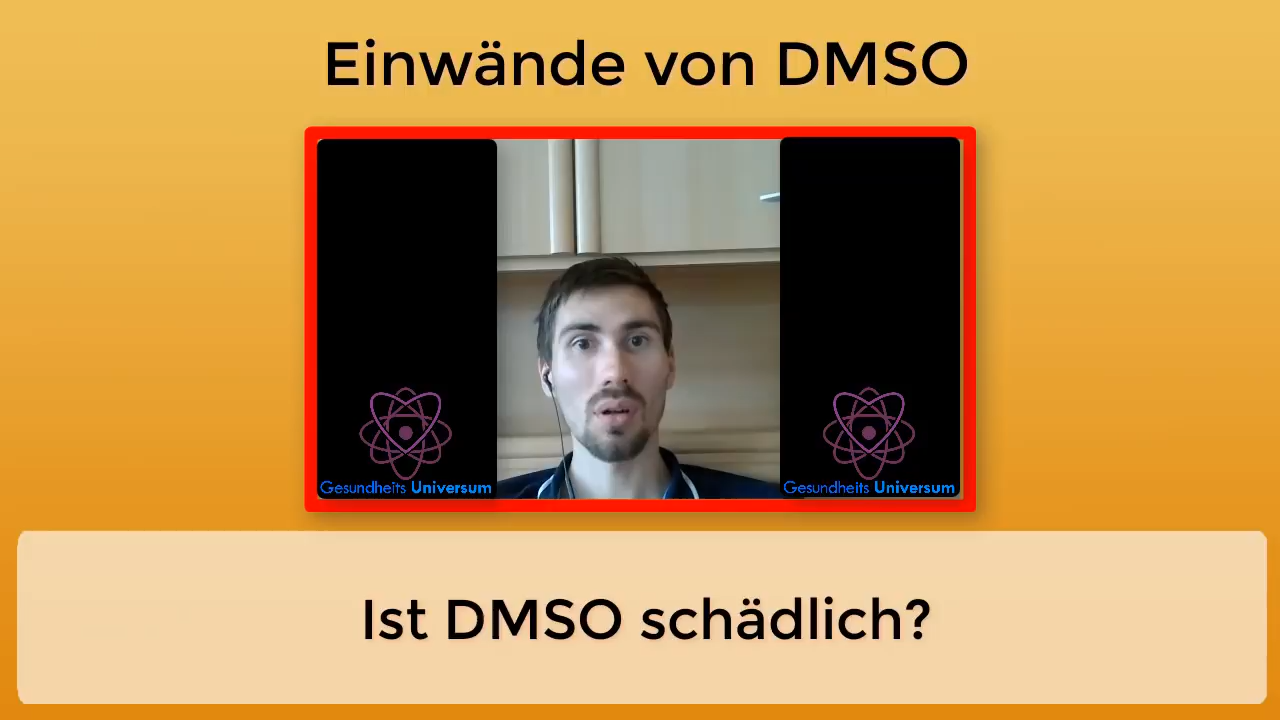 Einwände von DMSO
Gesundheits Universum
Gesundheits Universum
Ist DMSO schädlich?